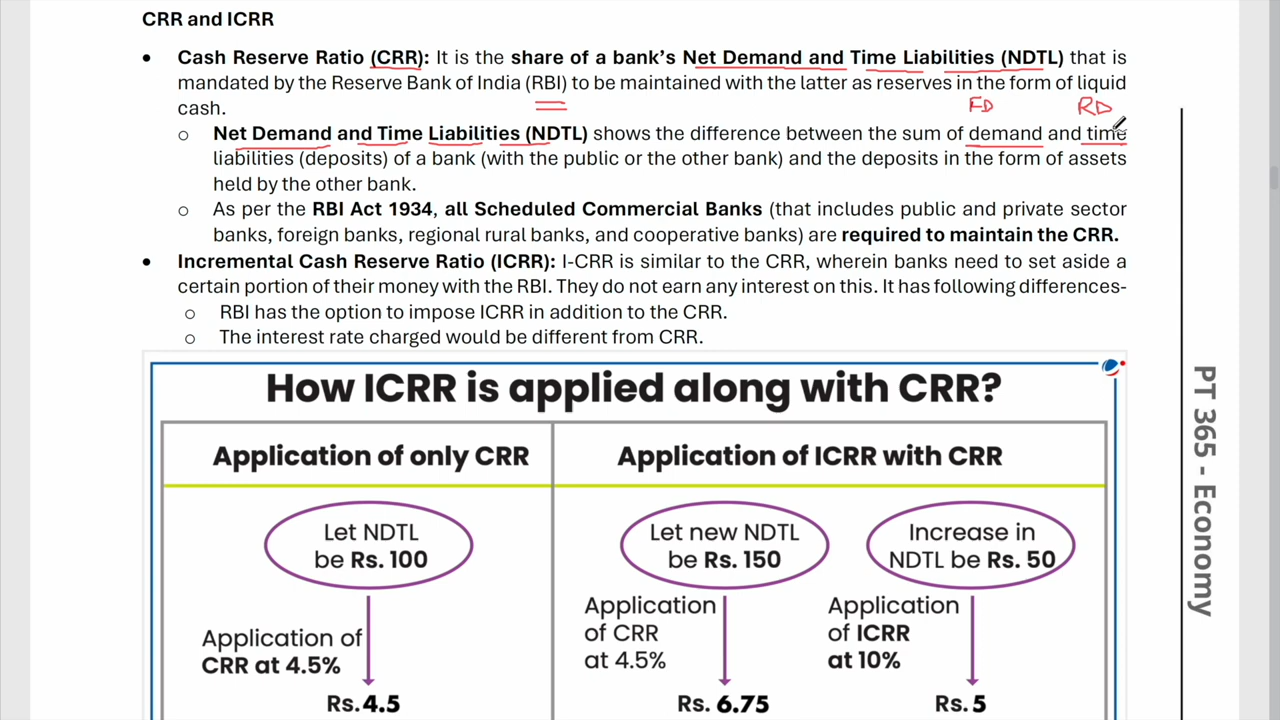 CRR and ICRR
• Cash Reserve Ratio (CRR): It is the share of a bank's Net Demand and Time Liabilities (NDTL) that is
mandated by the Reserve Bank of India (RBI) to be maintained with the latter as reserves in the form of liquid
cash.
FD RD
o Net Demand and Time Liabilities (NDTL) shows the difference between the sum of demand and time
liabilities (deposits) of a bank (with the public or the other bank) and the deposits in the form of assets
held by the other bank.
o As per the RBI Act 1934, all Scheduled Commercial Banks (that includes public and private sector
banks, foreign banks, regional rural banks, and cooperative banks) are required to maintain the CRR.
• Incremental Cash Reserve Ratio (ICRR): I-CRR is similar to the CRR, wherein banks need to set aside a
certain portion of their money with the RBI. They do not earn any interest on this. It has following differences-
o RBI has the option to impose ICRR in addition to the CRR.
o The interest rate charged would be different from CRR.
How ICRR is applied along with CRR?
Application of only CRR
Let NDTL
be Rs. 100
Application of
CRR at 4.5%
Rs.4.5
Application of ICRR with CRR
Let new NDTL
be Rs. 150
Application
of CRR
at 4.5%
Rs. 6.75
Increase in
NDTL be Rs. 50
Application
of ICRR
at 10%
Rs. 5
PT 365 - Economy